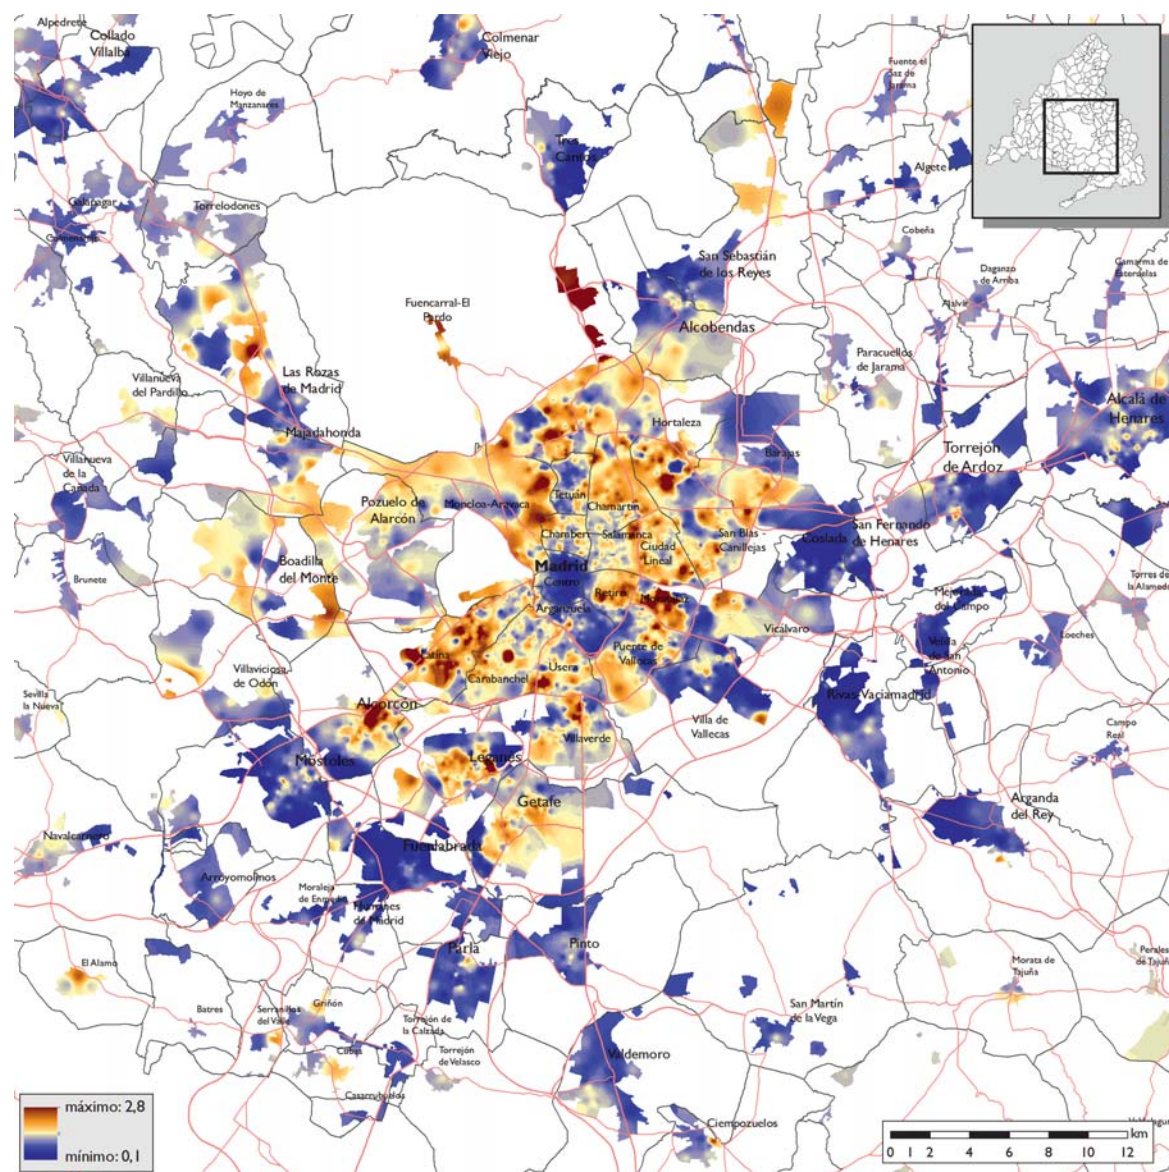 Alpedrete
Collado
Villalba
Colmenar
Viejo
Hoyo de
Manzanares
Fuente el
Saz de
Jarama
Tres
Cantos
Algete
Galapagar
Torrelodones
Cobeña
San Sebastián
de los Reyes
Daganzo
de Arriba
Camarma de
Esteruelas
Fuencarral-El
Pardo
Ajalvir
Alcobendas
Paracuellos
de Jarama
Las Rozas
de Madrid
Villanueva
del Pardillo
Alcalá de
Henares
Hortaleza
Majadahonda
Torrejón
de Ardoz
Barajas
Villanueva
de la
Cañada
Pozuelo de
Alarcón
Moncloa-Aravaca
Tetuán
Chamartín
San Fernando
de Henares
Chamberí
Salamanca
San Blas -
Canillejas
Coslada
Ciudad
Lineal
Boadilla
del Monte
Madrid
Centro
Brunete
Torres de
la Alameda
Retiro
Moratalaz
Mejorada
del Campo
Arganzuela
Vicalvaro
Loeches
Velilla
de San
Antonio
Puente de
Vallecas
Latina
Usera
Carabanchel
Villaviciosa
de Odón
Sevilla
la Nueva
Rivas-Vaciamadrid
Alcorcón
Villa de
Vallecas
Campo
Real
Villaverde
Leganés
Móstoles
Getafe
Arganda
del Rey
Navalcarnero
Fuenlabrada
Arroyomolinos
Moraleja
de Enmedio
Humanes
de Madrid
Parla
Pinto
El Alamo
Morata de
Tajuña
Perales
de Tajuña
Batres
Serranillos
del Valle
Griñón
San Martín
de la Vega
Torrejón de
la Calzada
Cubas
Torrejón
de Velasco
Valdemoro
Casarrubuelos
Ciempozuelos
máximo: 2,8
mínimo: 0,1
km
0 1 2 4 6 8 10 12